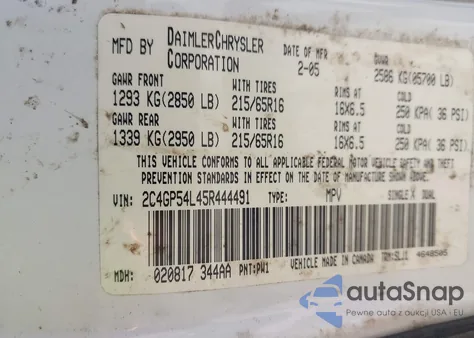 MFD BY DAIMLERCHRYSLER CORPORATION DATE OF MFR 2-05 GVWR 2586 KG(05700 LB)
GAWR FRONT WITH TIRES RIMS AT COLD
1293 KG(2850 LB) 215/65R16 16X6.5 250 KPA( 36 PSI)
GAWR REAR WITH TIRES RIMS AT COLD
1339 KG(2950 LB) 215/65R16 16X6.5 250 KPA( 36 PSI)
THIS VEHICLE CONFORMS TO ALL APPLICABLE FEDERAL MOTOR VEHICLE SAFETY AND THEFT
PREVENTION STANDARDS IN EFFECT ON THE DATE OF MANUFACTURE SHOWN ABOVE.
VIN: 2C4GP54L45R444491 TYPE: MPV SINGLE X DUAL
MDH: 020817 344AA PNT:PW1 VEHICLE MADE IN CANADA
autoSnap
Pewne auta z aukcji USA - EU